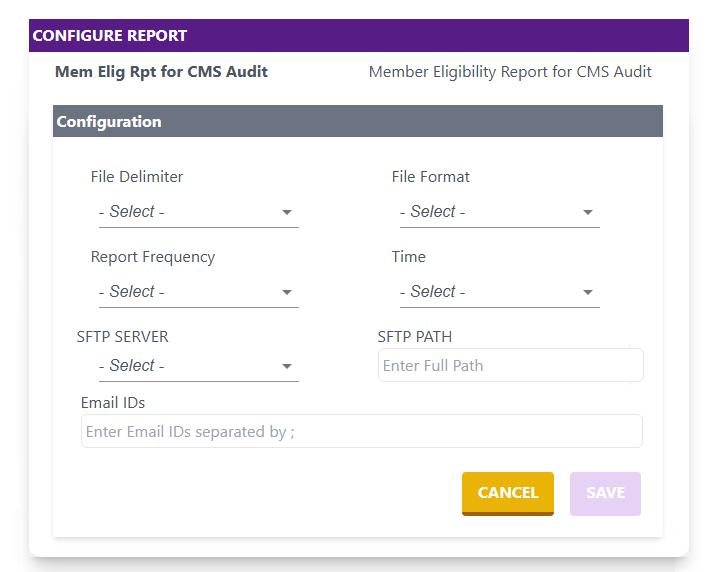 CONFIGURE REPORT
Mem Elig Rpt for CMS Audit Member Eligibility Report for CMS Audit
Configuration
File Delimiter File Format
- Select - - Select -
Report Frequency Time
- Select - - Select -
SFTP SERVER SFTP PATH
- Select - Enter Full Path
Email IDs
Enter Email IDs separated by ;
CANCEL SAVE